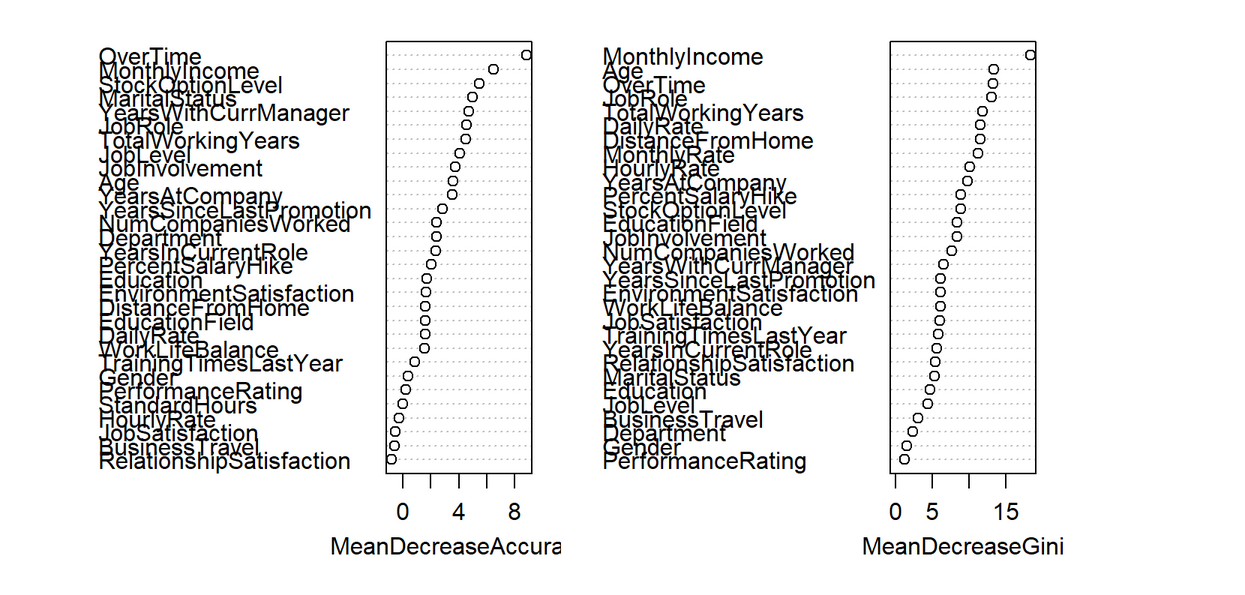 OverTime
MonthlyIncome
StockOptionLevel
MaritalStatus
YearsWithCurrManager
JobRole
TotalWorkingYears
JobLevel
JobInvolvement
Age
YearsAtCompany
YearsSinceLastPromotion
NumCompaniesWorked
Department
YearsInCurrentRole
PercentSalaryHike
Education
EnvironmentSatisfaction
DistanceFromHome
EducationField
DailyRate
WorkLifeBalance
TrainingTimesLastYear
Gender
PerformanceRating
StandardHours
HourlyRate
JobSatisfaction
BusinessTravel
RelationshipSatisfaction
0 4 8
MeanDecreaseAccura
MonthlyIncome
Age
OverTime
JobRole
TotalWorkingYears
DailyRate
DistanceFromHome
MonthlyRate
HourlyRate
YearsAtCompany
PercentSalaryHike
StockOptionLevel
EducationField
JobInvolvement
NumCompaniesWorked
YearsWithCurrManager
YearsSinceLastPromotion
EnvironmentSatisfaction
WorkLifeBalance
JobSatisfaction
TrainingTimesLastYear
YearsInCurrentRole
RelationshipSatisfaction
MaritalStatus
Education
JobLevel
BusinessTravel
Department
Gender
PerformanceRating
0 5 15
MeanDecreaseGini